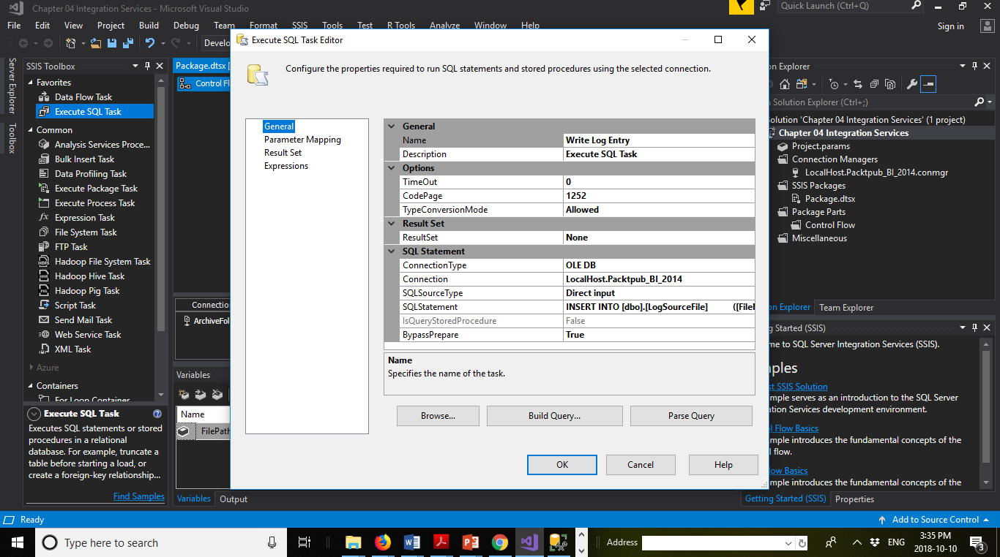 Chapter 04 Integration Services - Microsoft Visual Studio
Quick Launch (Ctrl+Q)
File Edit View Project Build Debug Team Format SSIS Tools Test R Tools Analyze Window Help
Sign in
Develo
Server Explorer
Toolbox
SSIS Toolbox
Favorites
Data Flow Task
Execute SQL Task
Common
Analysis Services Proce...
Bulk Insert Task
Data Profiling Task
Execute Package Task
Execute Process Task
Expression Task
File System Task
FTP Task
Hadoop File System Task
Hadoop Hive Task
Hadoop Pig Task
Script Task
Send Mail Task
Web Service Task
XML Task
Azure
Containers
For Loop Container
Execute SQL Task
Executes SQL statements or stored
procedures in a relational
database. For example, truncate a
table before starting a load, or
create a foreign-key relationship...
Find Samples
Package.dtsx
Control Fl
Connectio
ArchiveFol
Variables
Name
FilePath
Variables Output
Execute SQL Task Editor
Configure the properties required to run SQL statements and stored procedures using the selected connection.
General
Parameter Mapping
Result Set
Expressions
General
Name Write Log Entry
Description Execute SQL Task
Options
TimeOut 0
CodePage 1252
TypeConversionMode Allowed
Result Set
ResultSet None
SQL Statement
ConnectionType OLE DB
Connection LocalHost.Packtpub_BI_2014
SQLSourceType Direct input
SQLStatement INSERT INTO [dbo].[LogSourceFile] ([FileI
IsQueryStoredProcedure False
BypassPrepare True
Name
Specifies the name of the task.
Browse... Build Query... Parse Query
OK Cancel Help
on Explorer
Solution Explorer (Ctrl+;)
olution 'Chapter 04 Integration Services' (1 project)
Chapter 04 Integration Services
Project.params
Connection Managers
LocalHost.Packtpub_BI_2014.conmgr
SSIS Packages
Package.dtsx
Package Parts
Control Flow
Miscellaneous
on Explorer Team Explorer
g Started (SSIS)
me to SQL Server Integration Services (SSIS).
ples
st SSIS Solution
mple serves as an introduction to the SQL Server
ation Services development environment.
ol Flow Basics
mple introduces the fundamental concepts of the
l flow.
low Basics
mple introduces the fundamental concepts of the
Getting Started (SSIS) Properties
Ready
Add to Source Control
Type here to search
Address
ENG
3:35 PM
2018-10-10
3